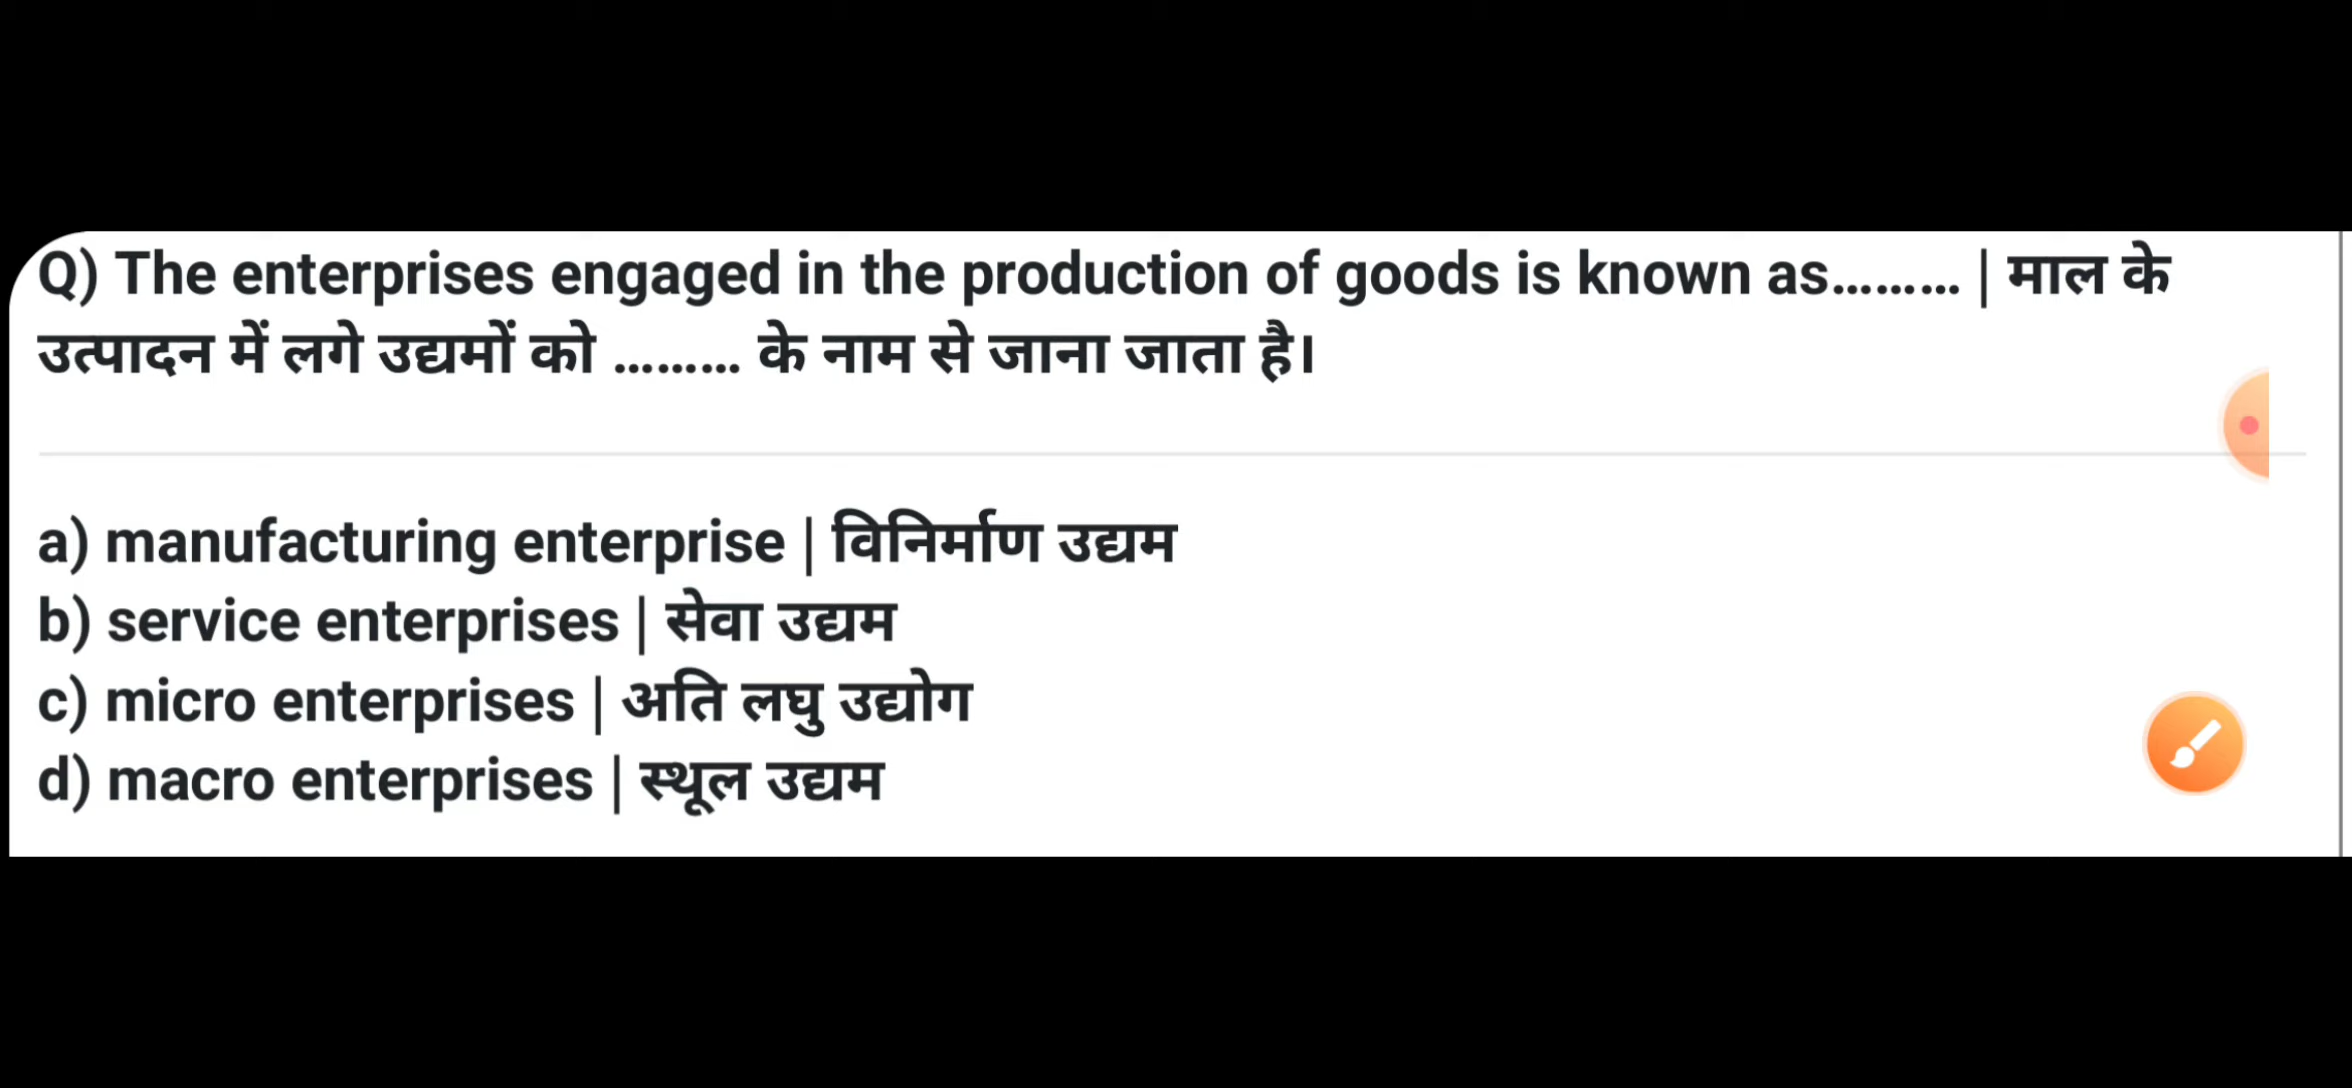 Q) The enterprises engaged in the production of goods is known as......... | माल के
उत्पादन में लगे उद्यमों को ......... के नाम से जाना जाता है।
a) manufacturing enterprise | विनिर्माण उद्यम
b) service enterprises | सेवा उद्यम
c) micro enterprises | अति लघु उद्योग
d) macro enterprises | स्थूल उद्यम